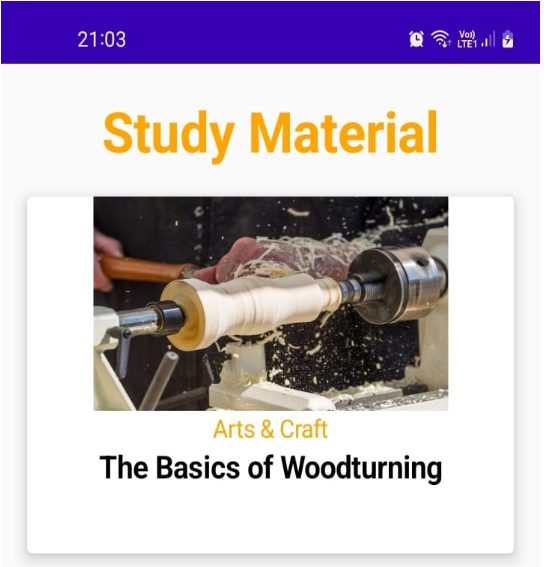 21:03
Vo))
LTE1
Study Material
Arts & Craft
The Basics of Woodturning